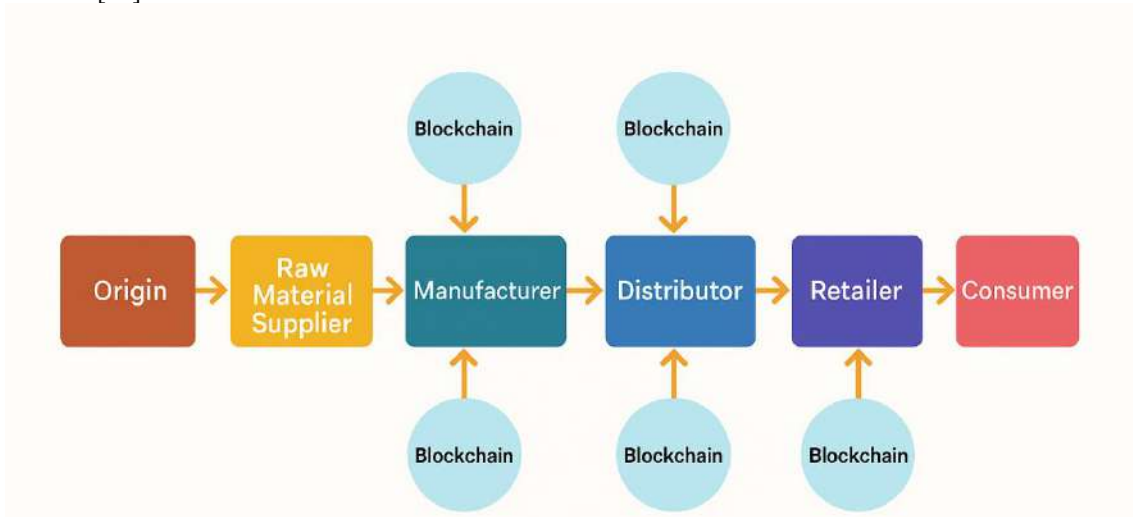 Blockchain
Blockchain
Origin
Raw
Material
Supplier
Manufacturer
Distributor
Retailer
Consumer
Blockchain
Blockchain
Blockchain